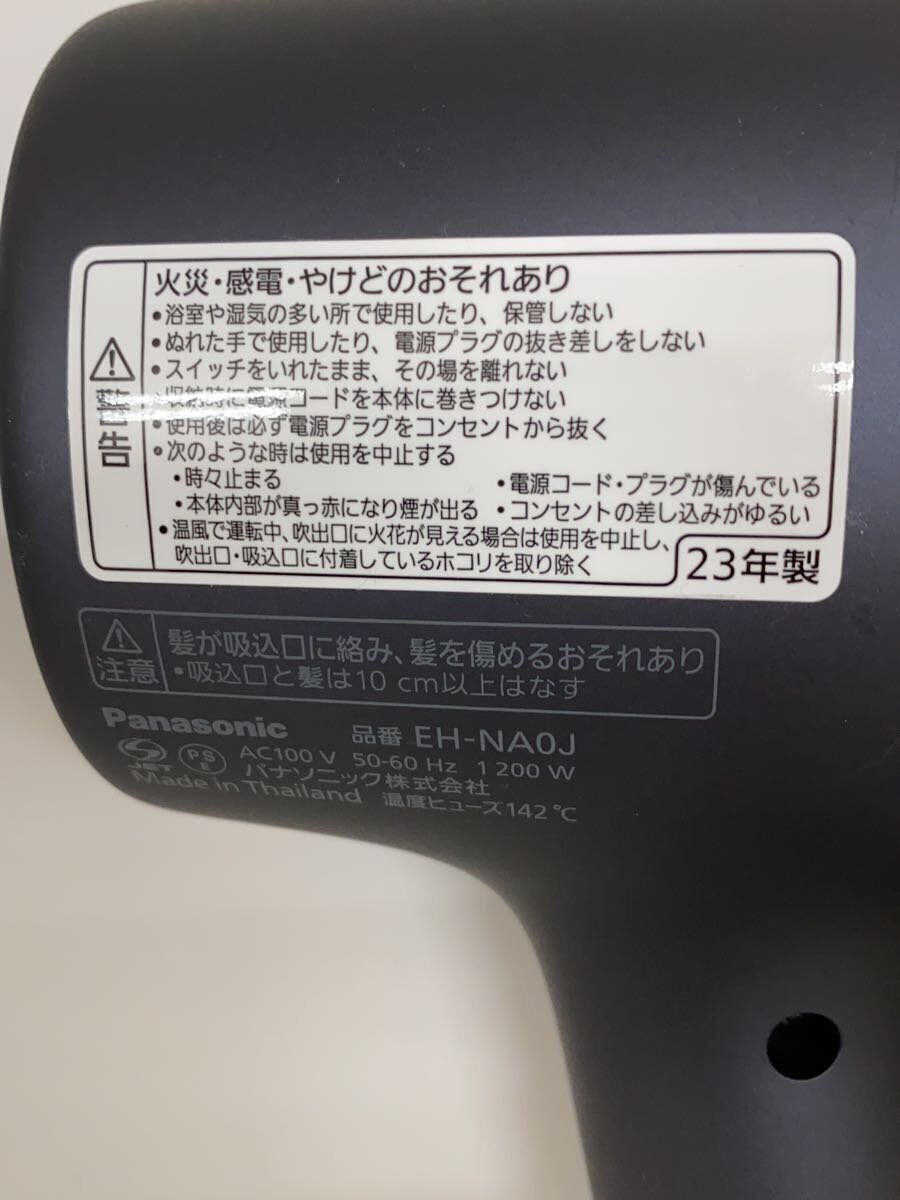 警告
火災・感電・やけどのおそれあり
•浴室や湿気の多い所で使用したり、保管しない
•ぬれた手で使用したり、電源プラグの抜き差しをしない
•スイッチをいれたまま、その場を離れない
•収納時に電源コードを本体に巻きつけない
•使用後は必ず電源プラグをコンセントから抜く
•次のような時は使用を中止する
・時々止まる
・電源コード・プラグが傷んでいる
・本体内部が真っ赤になり煙が出る
・コンセントの差し込みがゆるい
•温風で運転中、吹出口に火花が見える場合は使用を中止し、
吹出口・吸込口に付着しているホコリを取り除く
23年製
注意
髪が吸込口に絡み、髪を傷めるおそれあり
•吸込口と髪は10 cm以上はなす
Panasonic 品番 EH-NA0J
JET PS E AC100 V 50-60 Hz 1 200 W
パナソニック株式会社
Made in Thailand 温度ヒューズ142℃